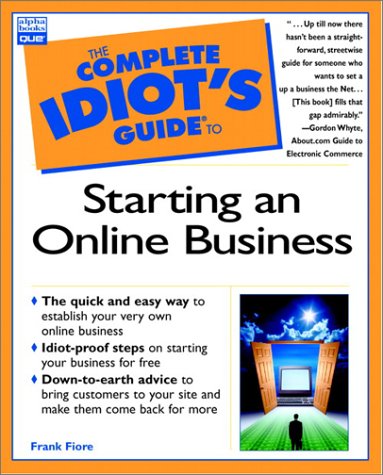 alpha
books
QUE®
THE
COMPLETE
IDIOT'S
GUIDE® TO
“ . . . Up till now there
hasn't been a straight-
forward, streetwise
guide for someone who
wants to set a
up a business the Net. . .
[This book] fills that
gap admirably.”
—Gordon Whyte,
About.com Guide to
Electronic Commerce
Starting an
Online Business
♦ The quick and easy way to
establish your very own
online business
♦ Idiot-proof steps on starting
your business for free
♦ Down-to-earth advice to
bring customers to your site and
make them come back for more
Frank Fiore